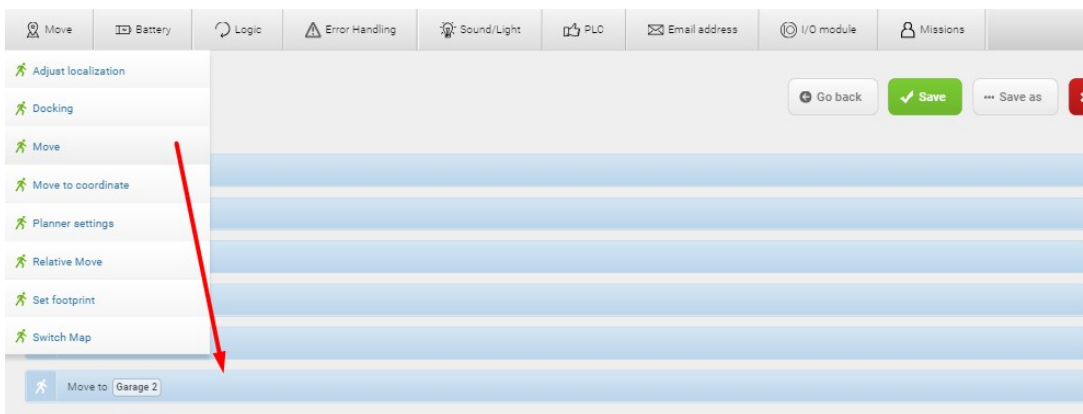 Move Battery Logic Error Handling Sound/Light PLC Email address I/O module Missions
Adjust localization
Docking
Go back Save Save as
Move
Move to coordinate
Planner settings
Relative Move
Set footprint
Switch Map
Move to Garage 2